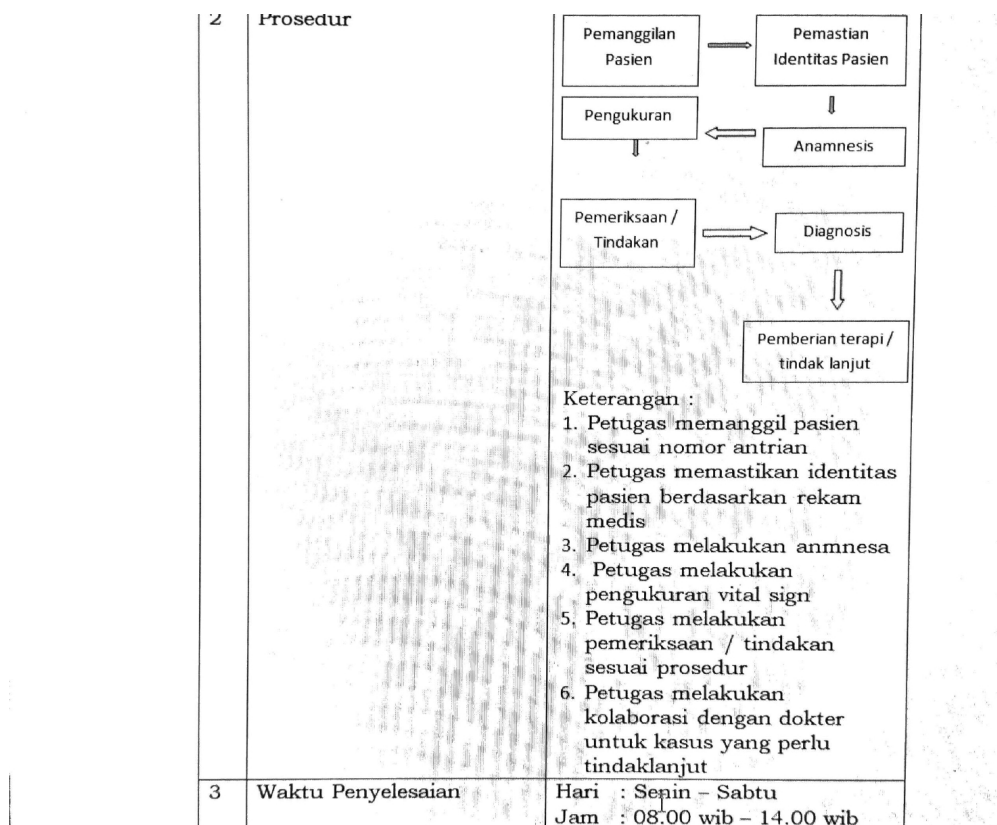 2 Prosedur
Pemanggilan
Pasien
Pemastian
Identitas Pasien
Pengukuran
Anamnesis
Pemeriksaan /
Tindakan
Diagnosis
Pemberian terapi /
tindak lanjut
Keterangan :
1. Petugas memanggil pasien
sesuai nomor antrian
2. Petugas memastikan identitas
pasien berdasarkan rekam
medis
3. Petugas melakukan anmnesa
4. Petugas melakukan
pengukuran vital sign
5. Petugas melakukan
pemeriksaan / tindakan
sesuai prosedur
6. Petugas melakukan
kolaborasi dengan dokter
untuk kasus yang perlu
tindaklanjut
3 Waktu Penyelesaian Hari : Senin – Sabtu
Jam : 08.00 wib – 14.00 wib